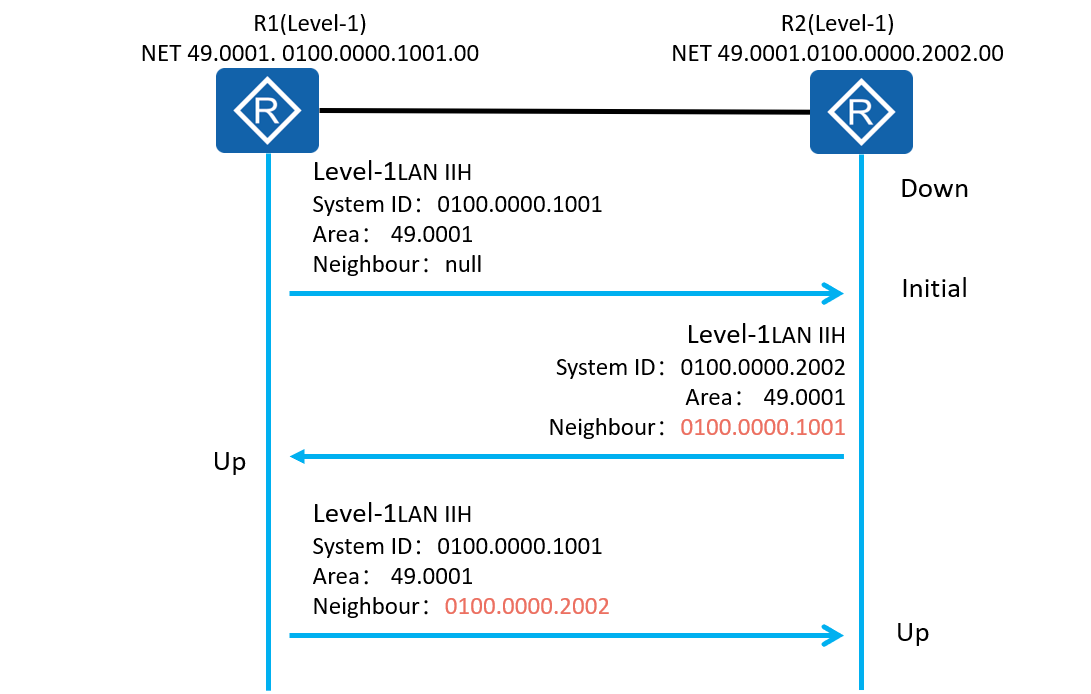 R1(Level-1)
NET 49.0001. 0100.0000.1001.00
R2(Level-1)
NET 49.0001.0100.0000.2002.00
R
R
Level-1LAN IIH
System ID：0100.0000.1001
Area： 49.0001
Neighbour：null
Down
Initial
Level-1LAN IIH
System ID：0100.0000.2002
Area： 49.0001
Neighbour：0100.0000.1001
Up
Level-1LAN IIH
System ID：0100.0000.1001
Area： 49.0001
Neighbour：0100.0000.2002
Up